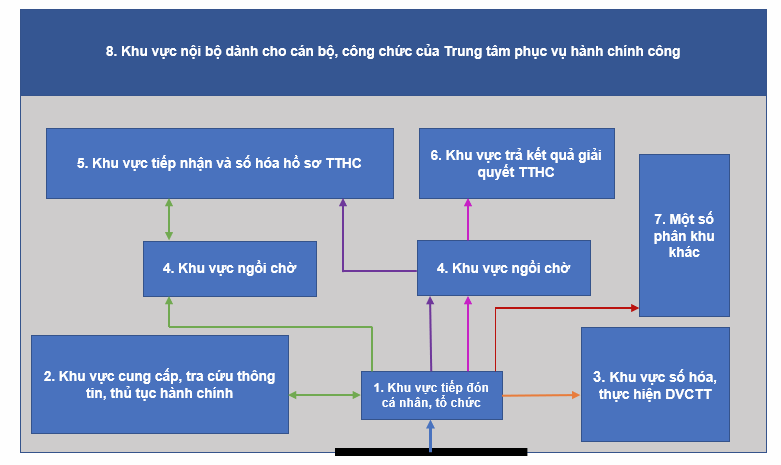 8. Khu vực nội bộ dành cho cán bộ, công chức của Trung tâm phục vụ hành chính công
5. Khu vực tiếp nhận và số hóa hồ sơ TTHC
6. Khu vực trả kết quả giải
quyết TTHC
7. Một số
phân khu
khác
4. Khu vực ngồi chờ
4. Khu vực ngồi chờ
2. Khu vực cung cấp, tra cứu thông
tin, thủ tục hành chính
1. Khu vực tiếp đón
cá nhân, tổ chức
3. Khu vực số hóa,
thực hiện DVCTT